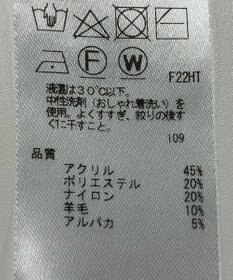 F W
F22HT
液温は30℃以下。
中性洗剤(おしゃれ着洗い)を
使用。よくすすぎ、絞りの後す
ぐに干すこと。
109
品質
アクリル 45%
ポリエステル 20%
ナイロン 20%
羊毛 10%
アルパカ 5%